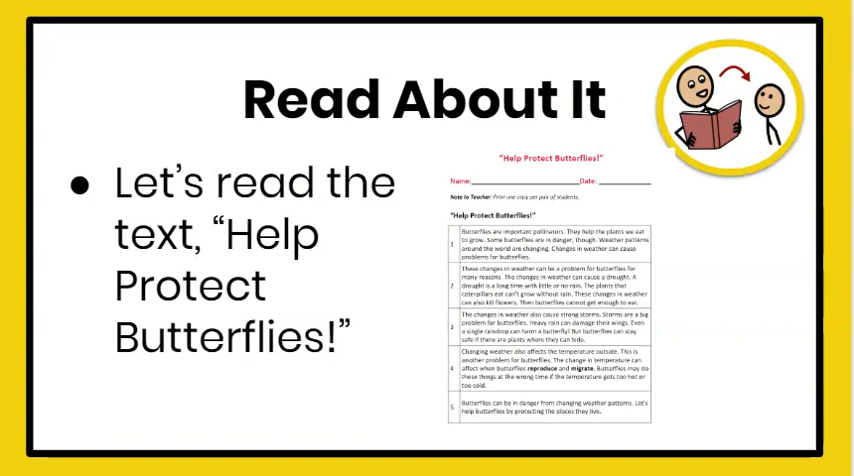 Read About It
● Let’s read the
text, “Help
Protect
Butterflies!”
“Help Protect Butterflies!”
Name:____________________________Date: ______________
Note to Teacher: Print one copy per pair of students.
“Help Protect Butterflies!”
1
Butterflies are important pollinators. They help the plants we eat
to grow. Some butterflies are in danger, though. Weather patterns
around the world are changing. Changes in weather can cause
problems for butterflies.
2
These changes in weather can be a problem for butterflies for
many reasons. The changes in weather can cause a drought. A
drought is a long time with little or no rain. The plants that
caterpillars eat can’t grow without rain. These changes in weather
can also kill flowers. Then butterflies cannot get enough to eat.
3
The changes in weather also cause strong storms. Storms are a big
problem for butterflies. Heavy rain can damage their wings. Even
a single raindrop can harm a butterfly! But butterflies can stay
safe if there are plants where they can hide.
4
Changing weather also affects the temperature outside. This is
another problem for butterflies. The change in temperature can
affect when butterflies reproduce and migrate. Butterflies may do
these things at the wrong time if the temperature gets too hot or
too cold.
5
Butterflies can be in danger from changing weather patterns. Let’s
help butterflies by protecting the places they live.